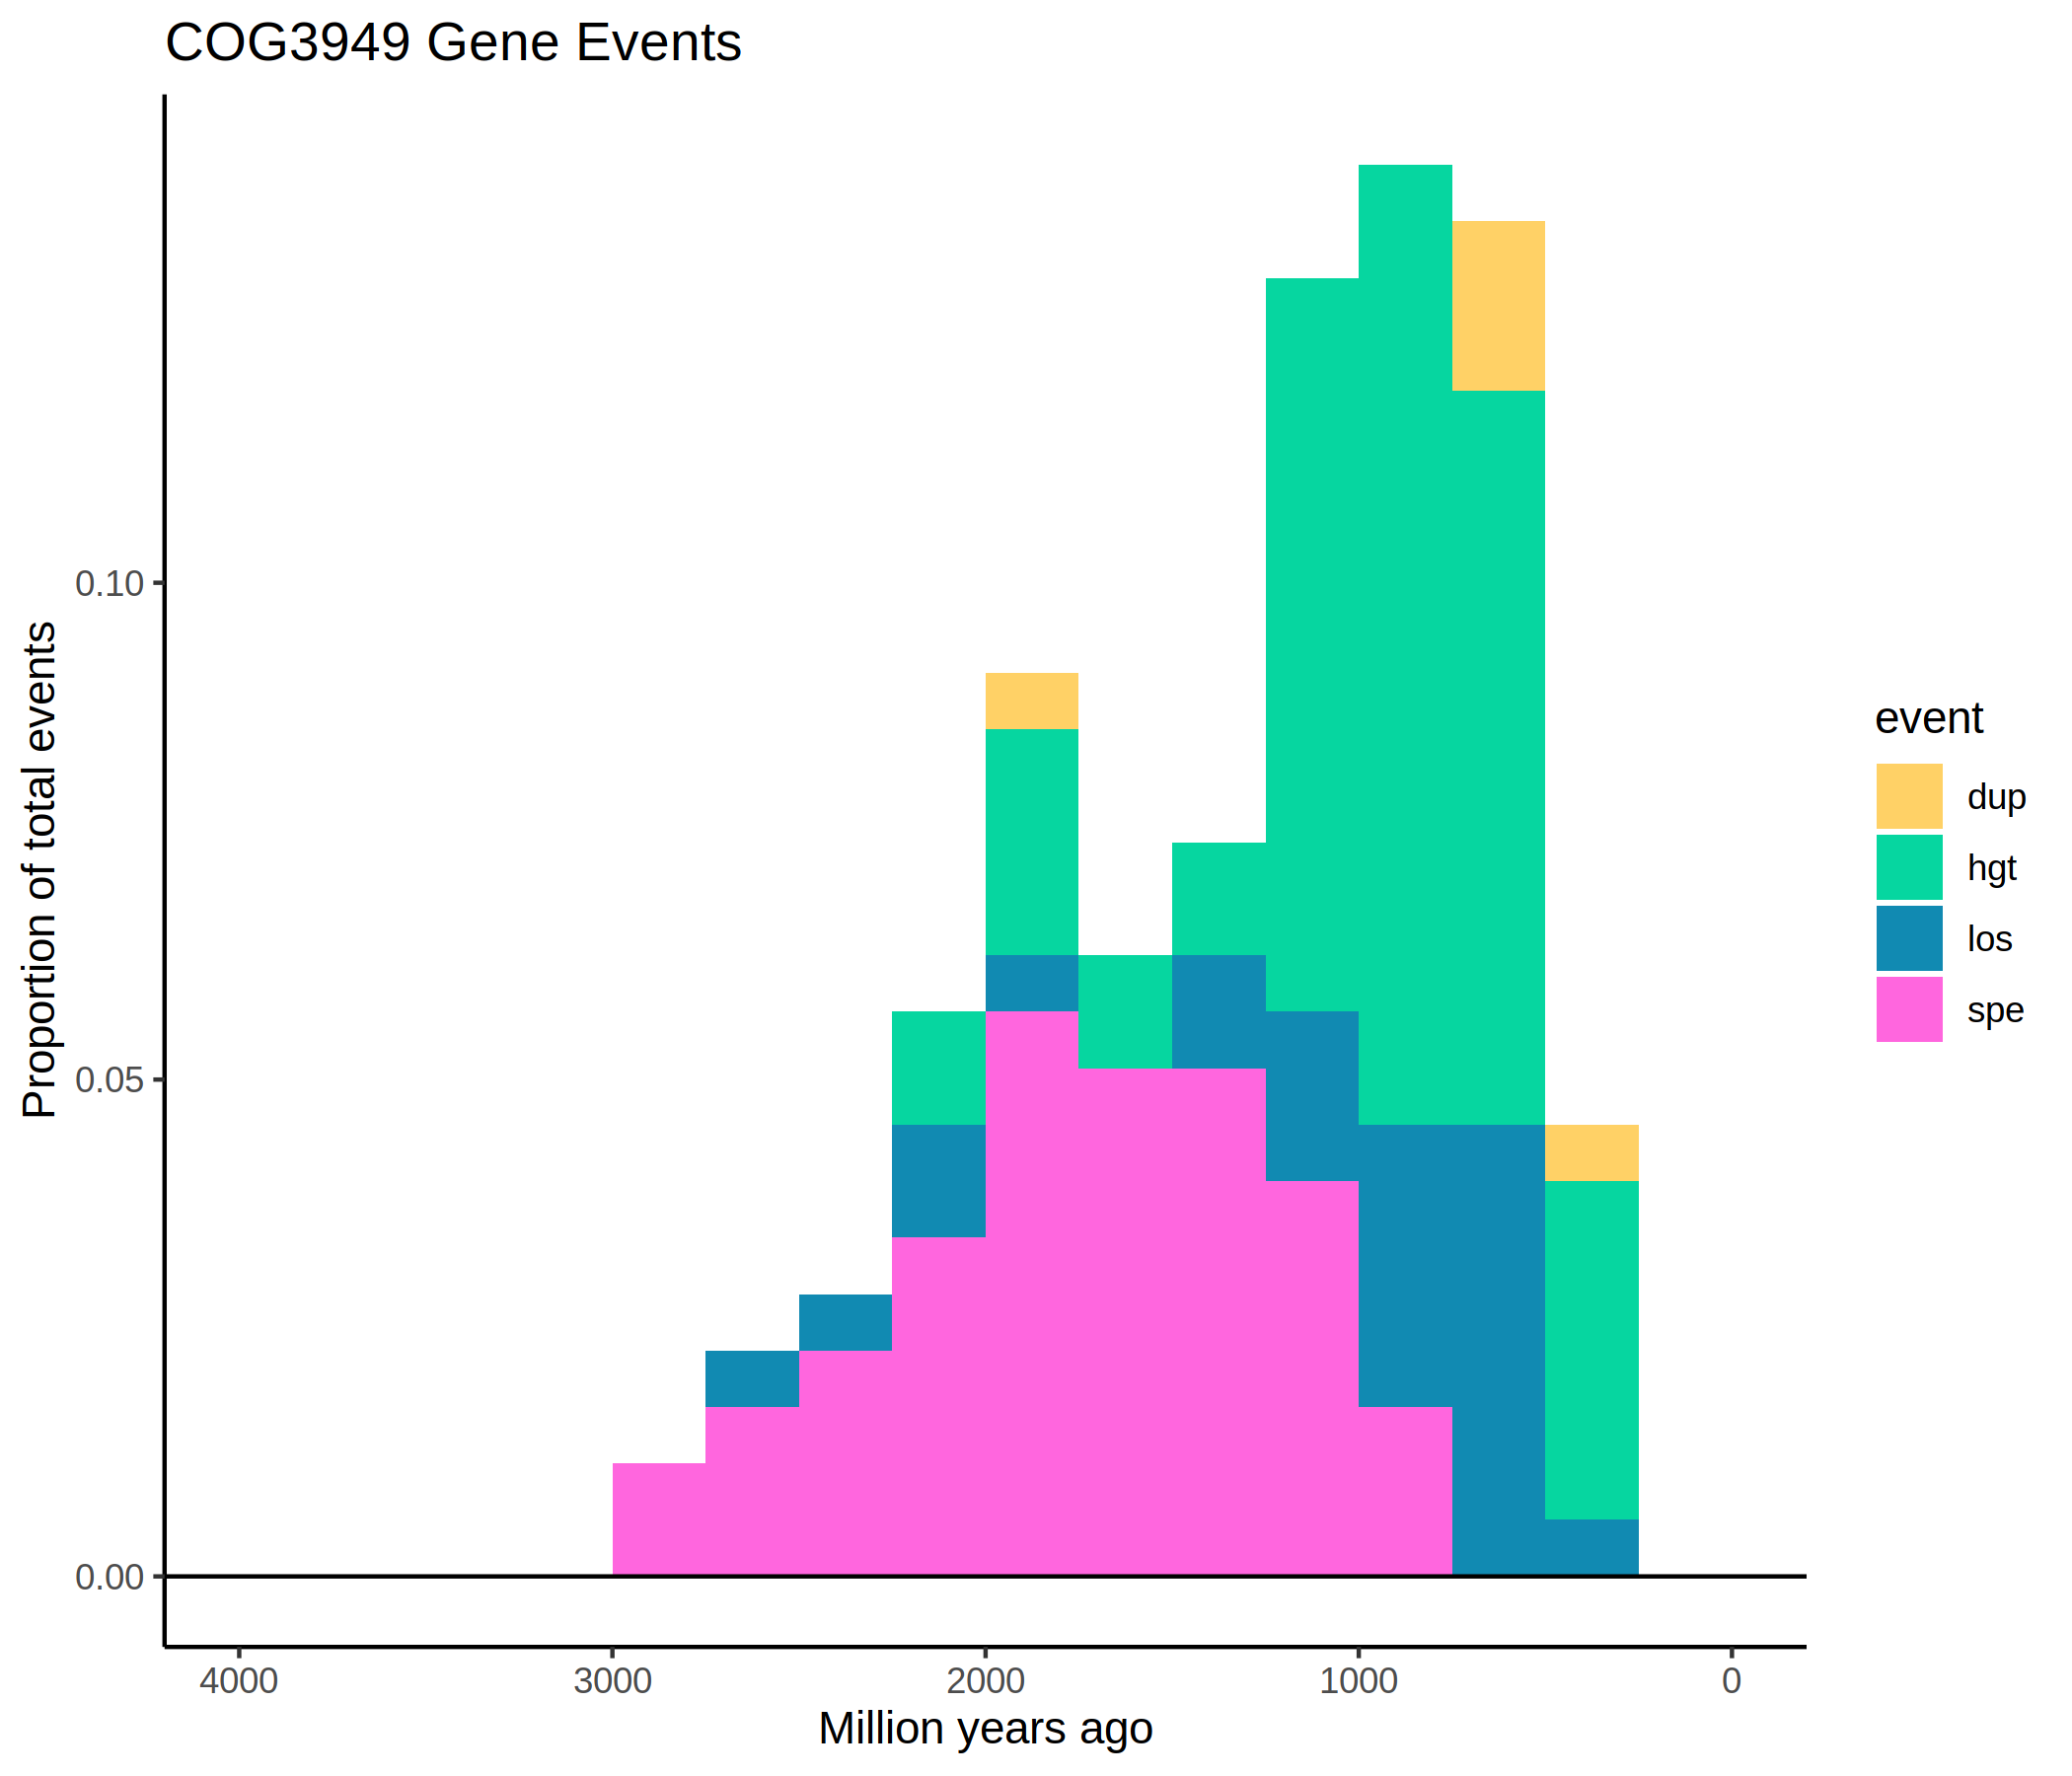 COG3949 Gene Events
Proportion of total events
0.10
0.05
0.00
4000 3000 2000 1000 0
Million years ago
event
dup
hgt
los
spe